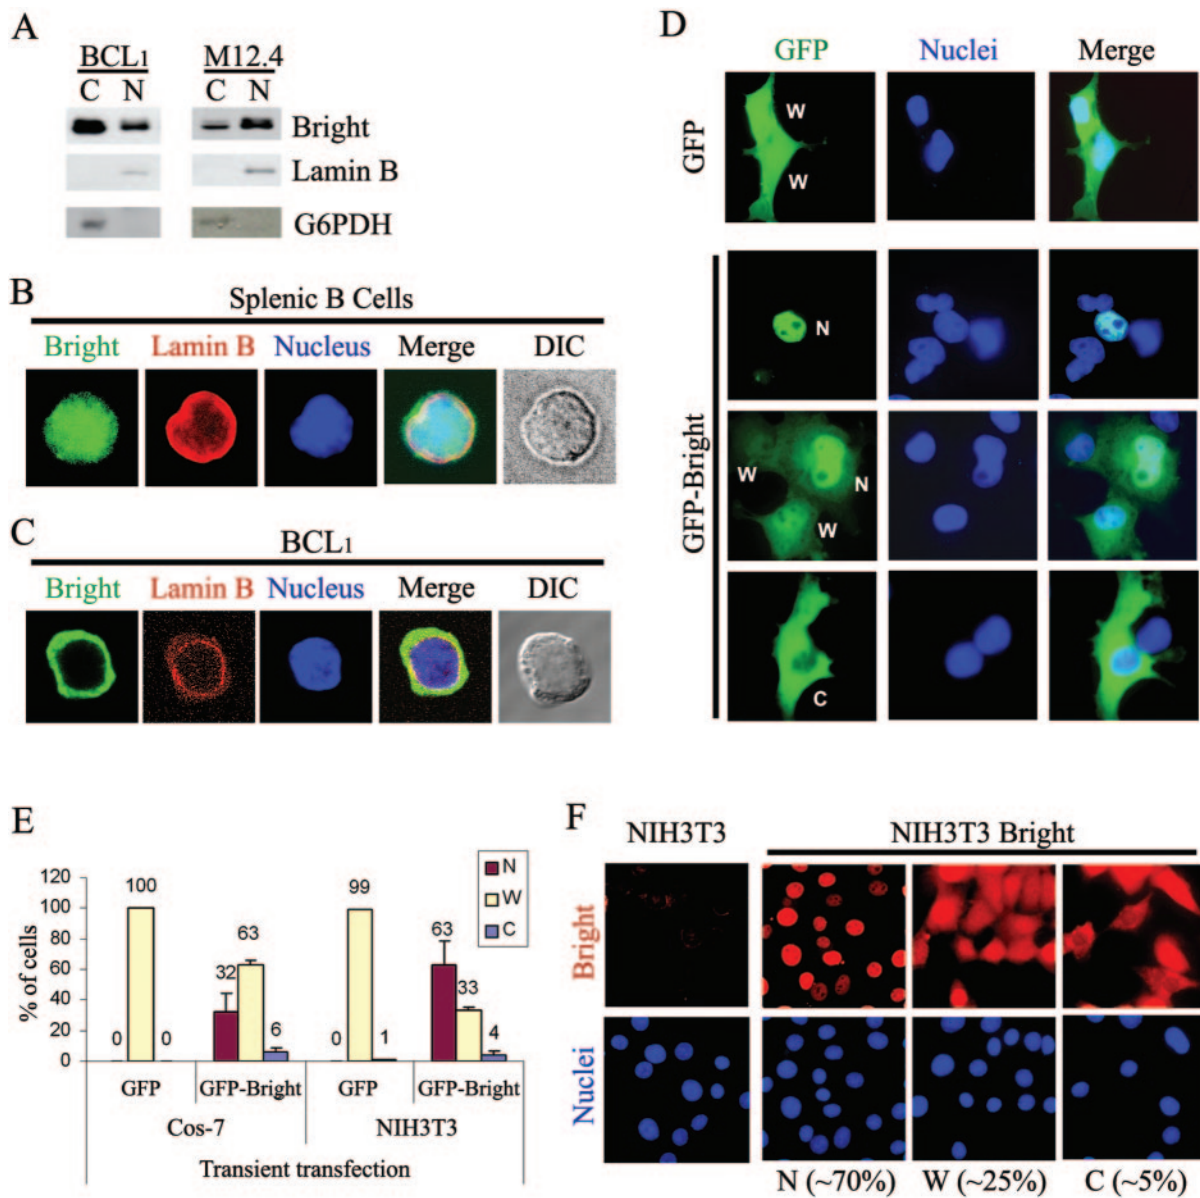 A
BCL1 M12.4
C N C N
Bright
Lamin B
G6PDH
B
Splenic B Cells
Bright Lamin B Nucleus Merge DIC
C
BCL1
Bright Lamin B Nucleus Merge DIC
D
GFP Nuclei Merge
GFP
W
W
GFP-Bright
N
W
N
W
C
E
% of cells
120
100
80
60
40
20
0
0 100 0
32 63 6
0 99 1
63 33 4
N
W
C
GFP GFP-Bright GFP GFP-Bright
Cos-7 NIH3T3
Transient transfection
F
NIH3T3 NIH3T3 Bright
Bright
Nuclei
N (~70%) W (~25%) C (~5%)